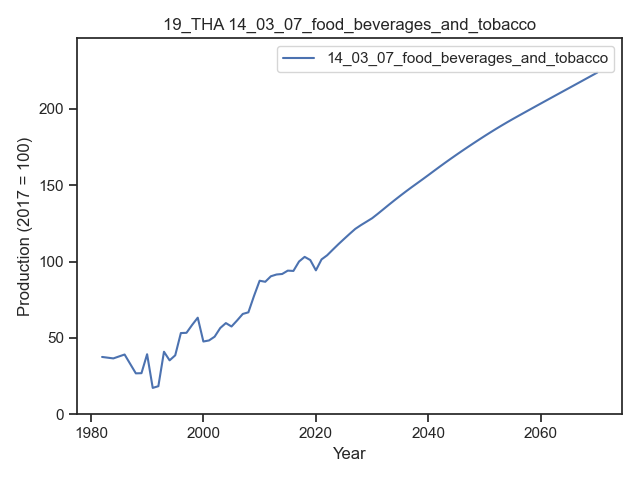 19_THA 14_03_07_food_beverages_and_tobacco
14_03_07_food_beverages_and_tobacco
Production (2017 = 100)
200
150
100
50
0
1980 2000 2020 2040 2060
Year